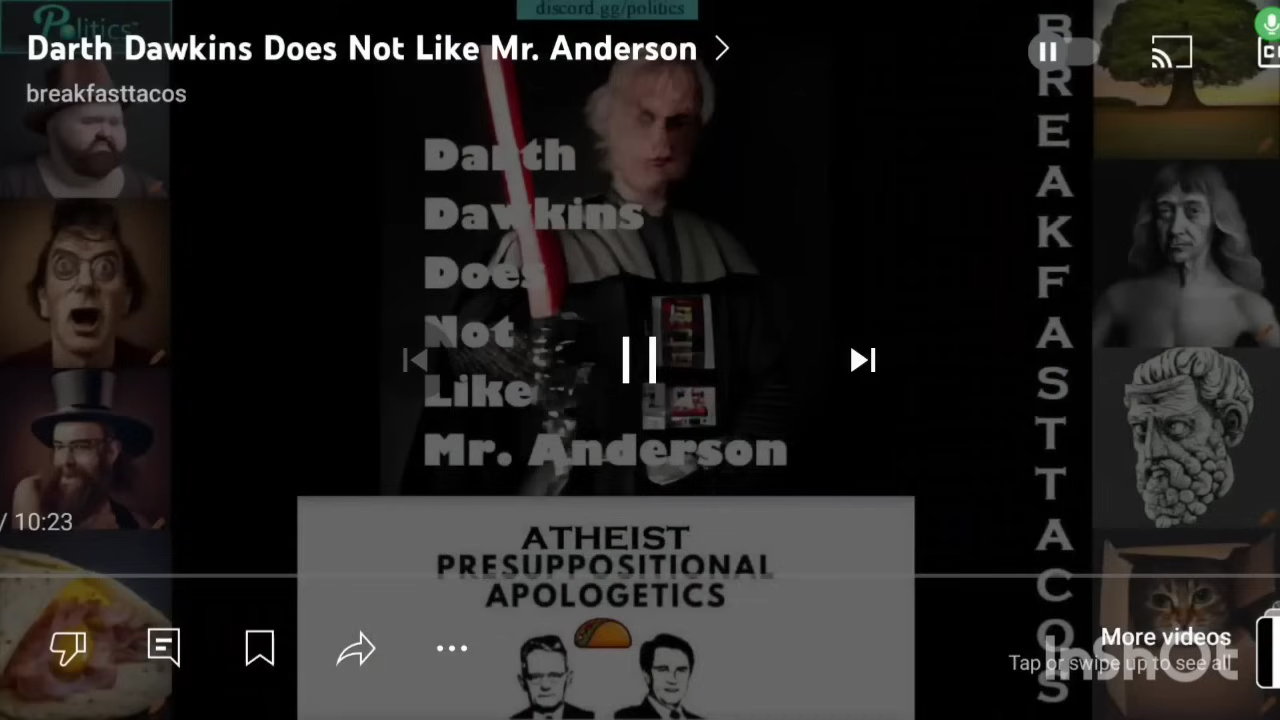 discord.gg/politics
Politics
Darth Dawkins Does Not Like Mr. Anderson
breakfasttacos
Darth
Dawkins
Does
Not
Like
Mr. Anderson
BREAKFASTTACOS
/ 10:23
ATHEIST
PRESUPPOSITIONAL
APOLOGETICS
More videos
Tap or swipe up to see all
InShOt